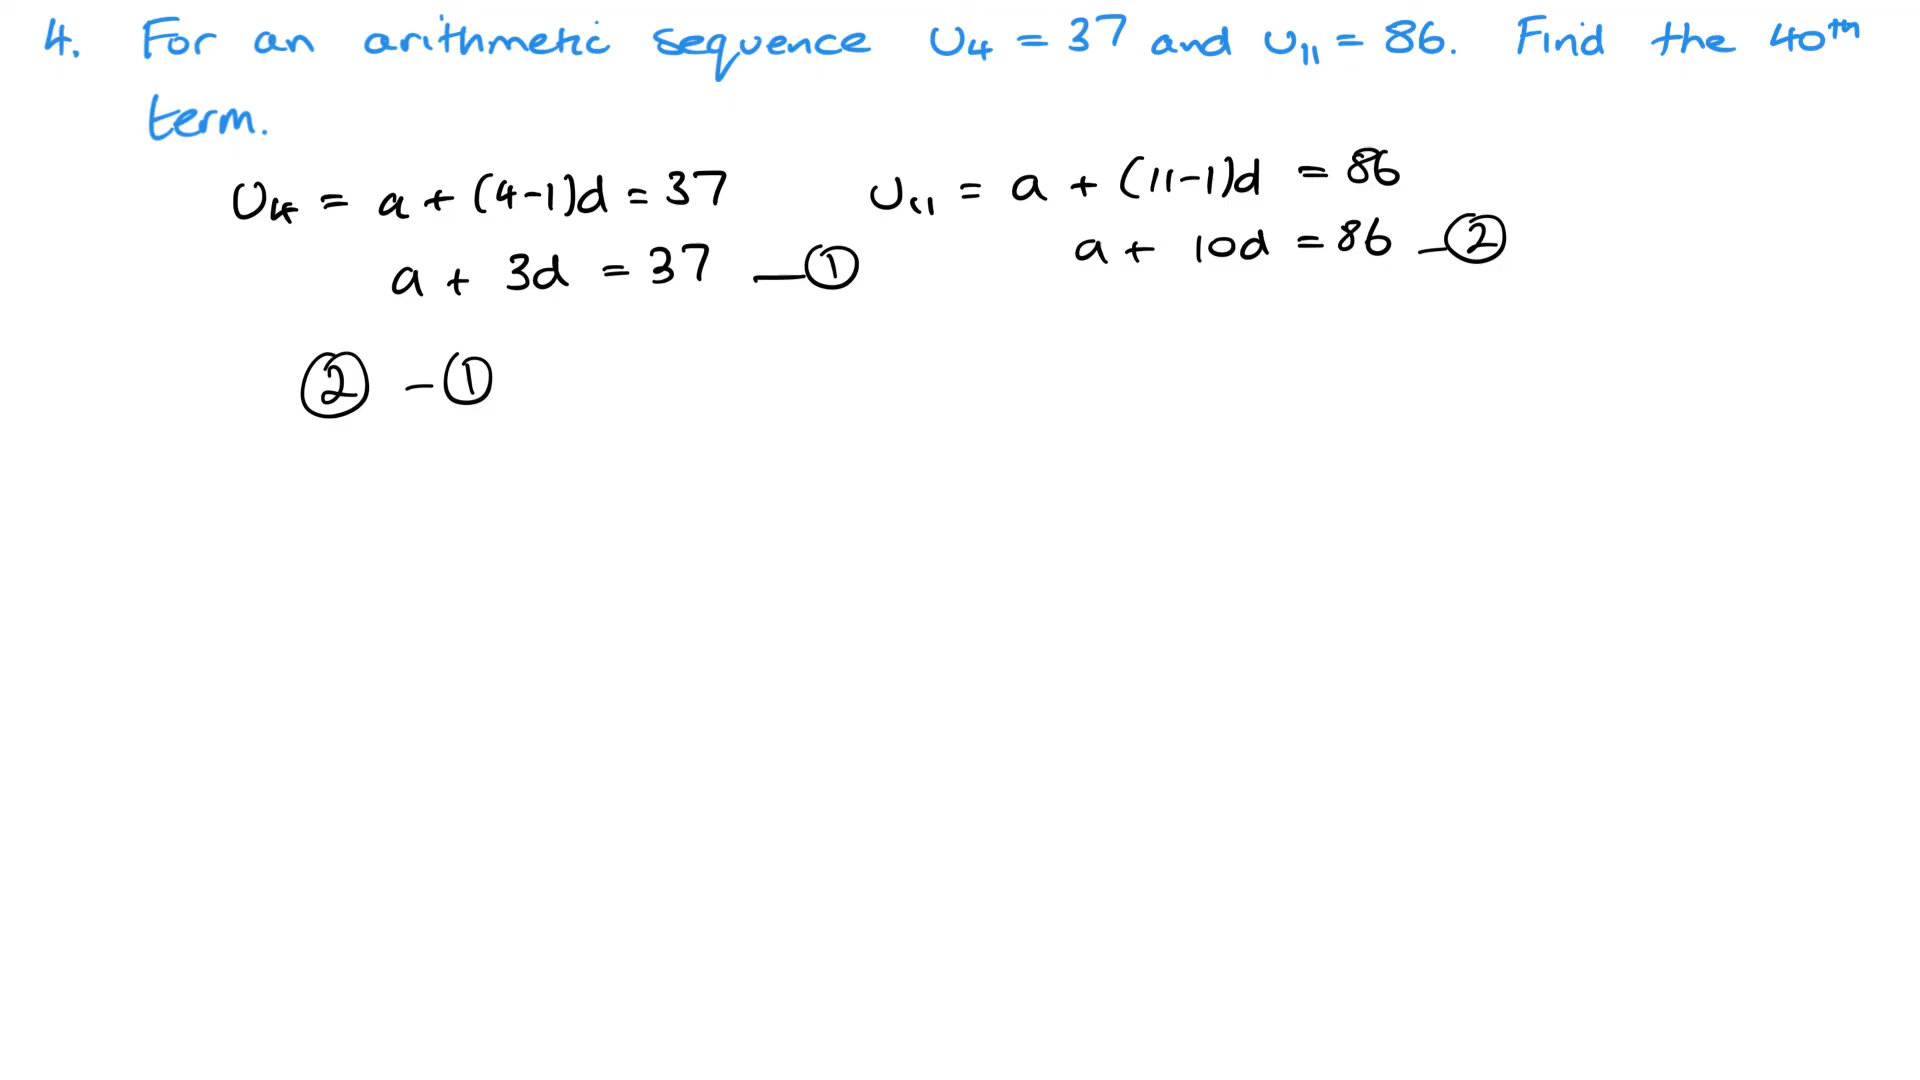 4. For an arithmetic sequence U₄ = 37 and U₁₁ = 86. Find the 40ᵗʰ
term.
U₄ = a + (4-1)d = 37
a + 3d = 37 —①
U₁₁ = a + (11-1)d = 86
a + 10d = 86 —②
② - ①